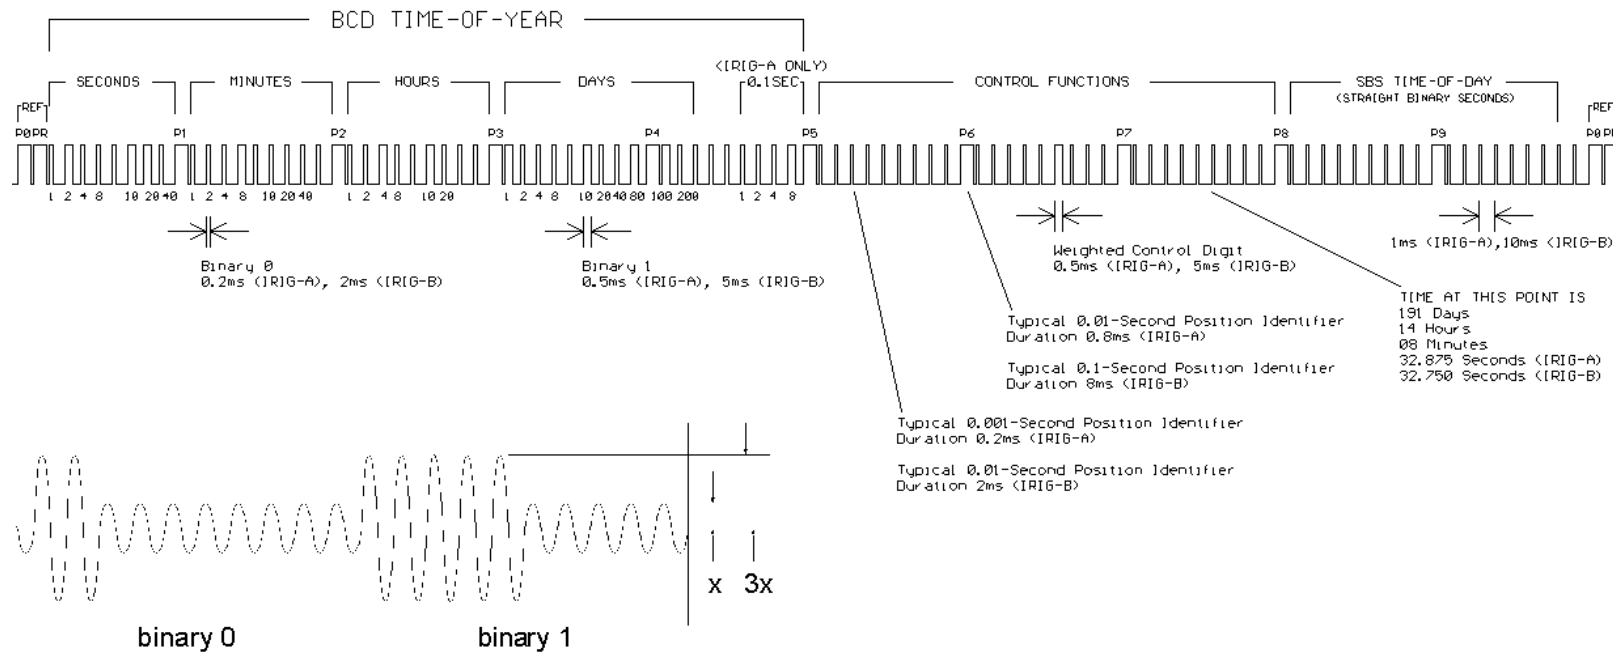 BCD TIME-OF-YEAR
(IRIG-A ONLY)
SECONDS MINUTES HOURS DAYS 0.1SEC CONTROL FUNCTIONS SBS TIME-OF-DAY
(STRAIGHT BINARY SECONDS)
REF REF
P0 PR P1 P2 P3 P4 P5 P6 P7 P8 P9 P0
1 2 4 8 10 20 40 1 2 4 8 10 20 40 1 2 4 8 10 20 1 2 4 8 10 20 40 80 100 200 1 2 4 8
Binary 0
0.2ms (IRIG-A), 2ms (IRIG-B)
Binary 1
0.5ms (IRIG-A), 5ms (IRIG-B)
Weighted Control Digit
0.5ms (IRIG-A), 5ms (IRIG-B)
1ms (IRIG-A),10ms (IRIG-B)
Typical 0.01-Second Position Identifier
Duration 0.8ms (IRIG-A)
Typical 0.1-Second Position Identifier
Duration 8ms (IRIG-B)
TIME AT THIS POINT IS
191 Days
14 Hours
08 Minutes
32.875 Seconds (IRIG-A)
32.750 Seconds (IRIG-B)
Typical 0.001-Second Position Identifier
Duration 0.2ms (IRIG-A)
Typical 0.01-Second Position Identifier
Duration 2ms (IRIG-B)
x 3x
binary 0 binary 1